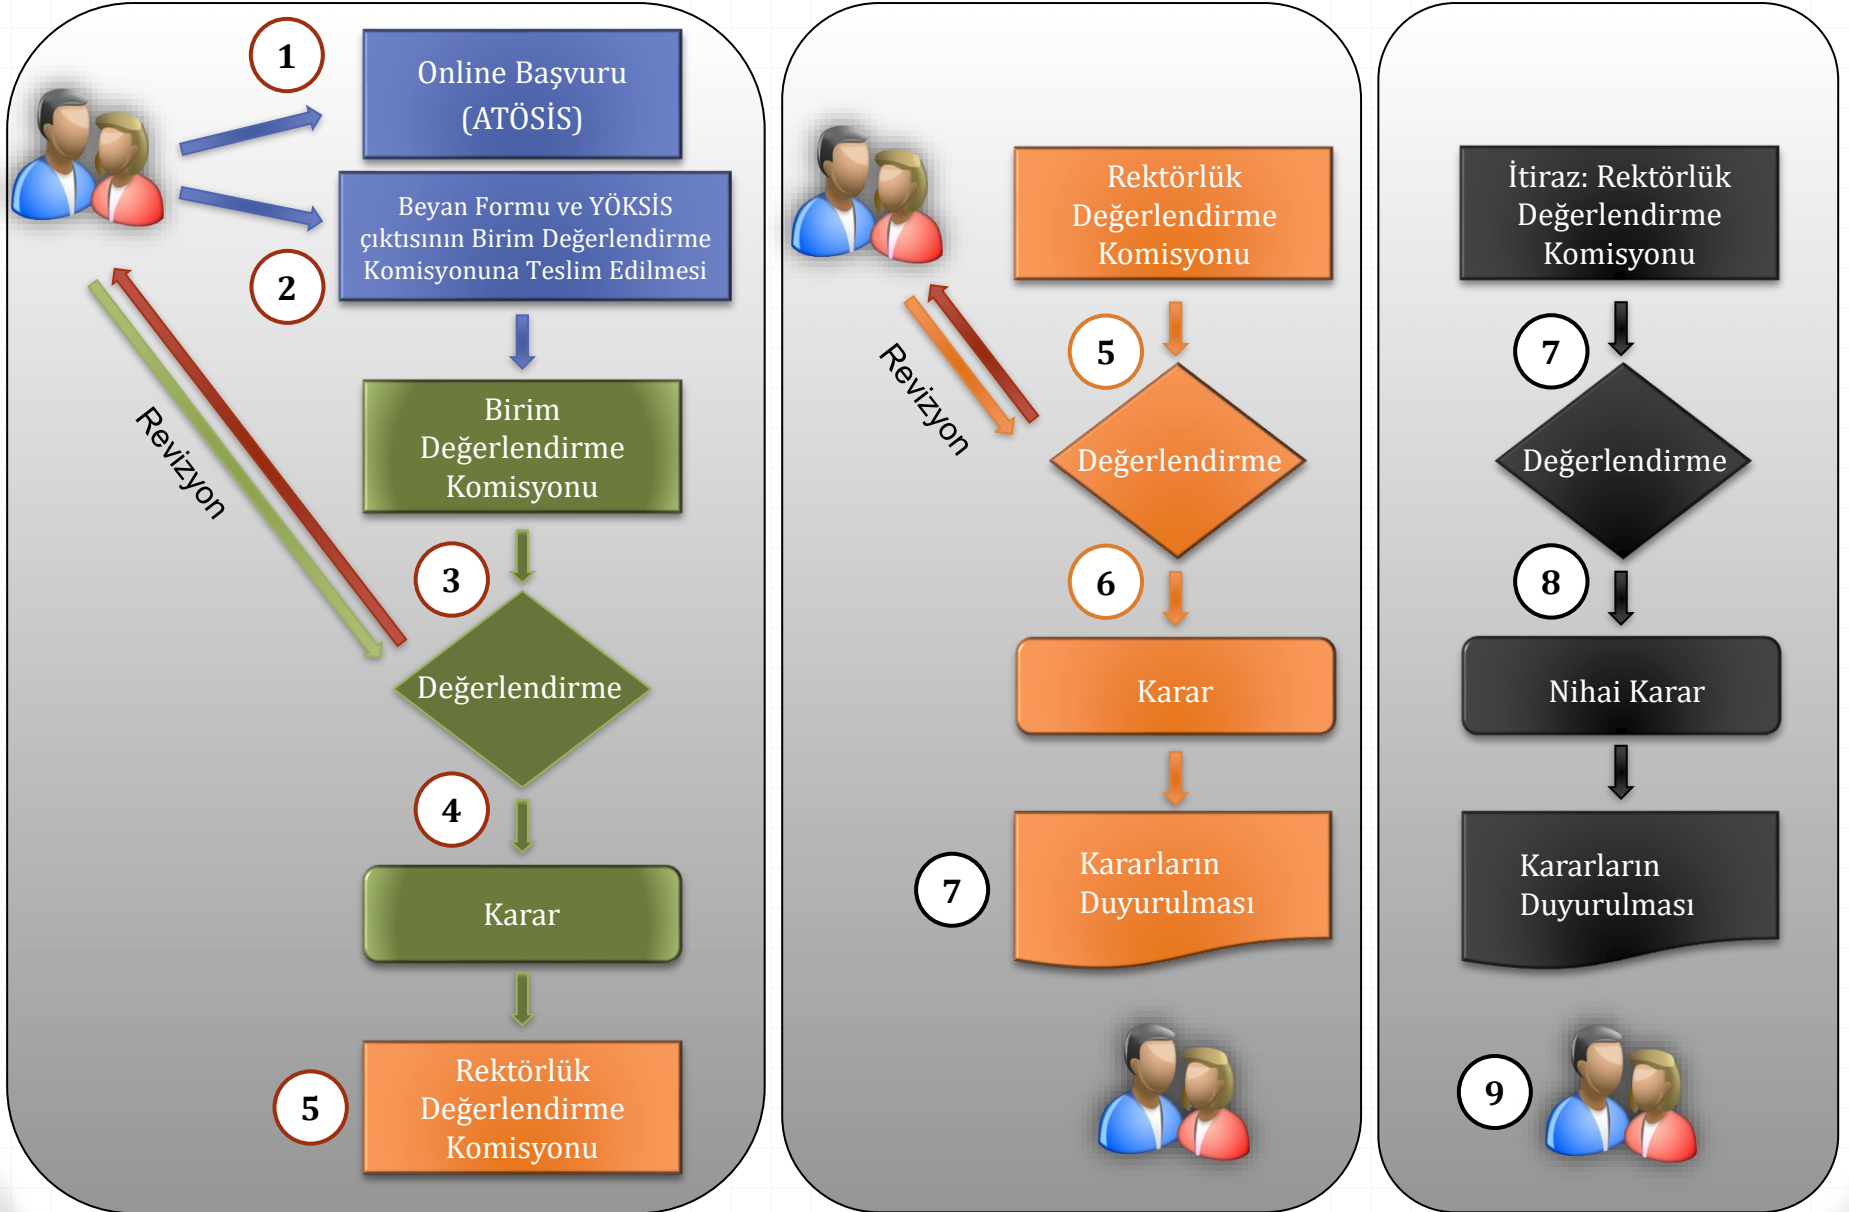 1
Online Başvuru
(ATÖSİS)
2
Beyan Formu ve YÖKSİS
çıktısının Birim Değerlendirme
Komisyonuna Teslim Edilmesi
Birim
Değerlendirme
Komisyonu
Revizyon
3
Değerlendirme
4
Karar
5
Rektörlük
Değerlendirme
Komisyonu
Rektörlük
Değerlendirme
Komisyonu
5
Revizyon
Değerlendirme
6
Karar
7
Kararların
Duyurulması
İtiraz: Rektörlük
Değerlendirme
Komisyonu
7
Değerlendirme
8
Nihai Karar
Kararların
Duyurulması
9